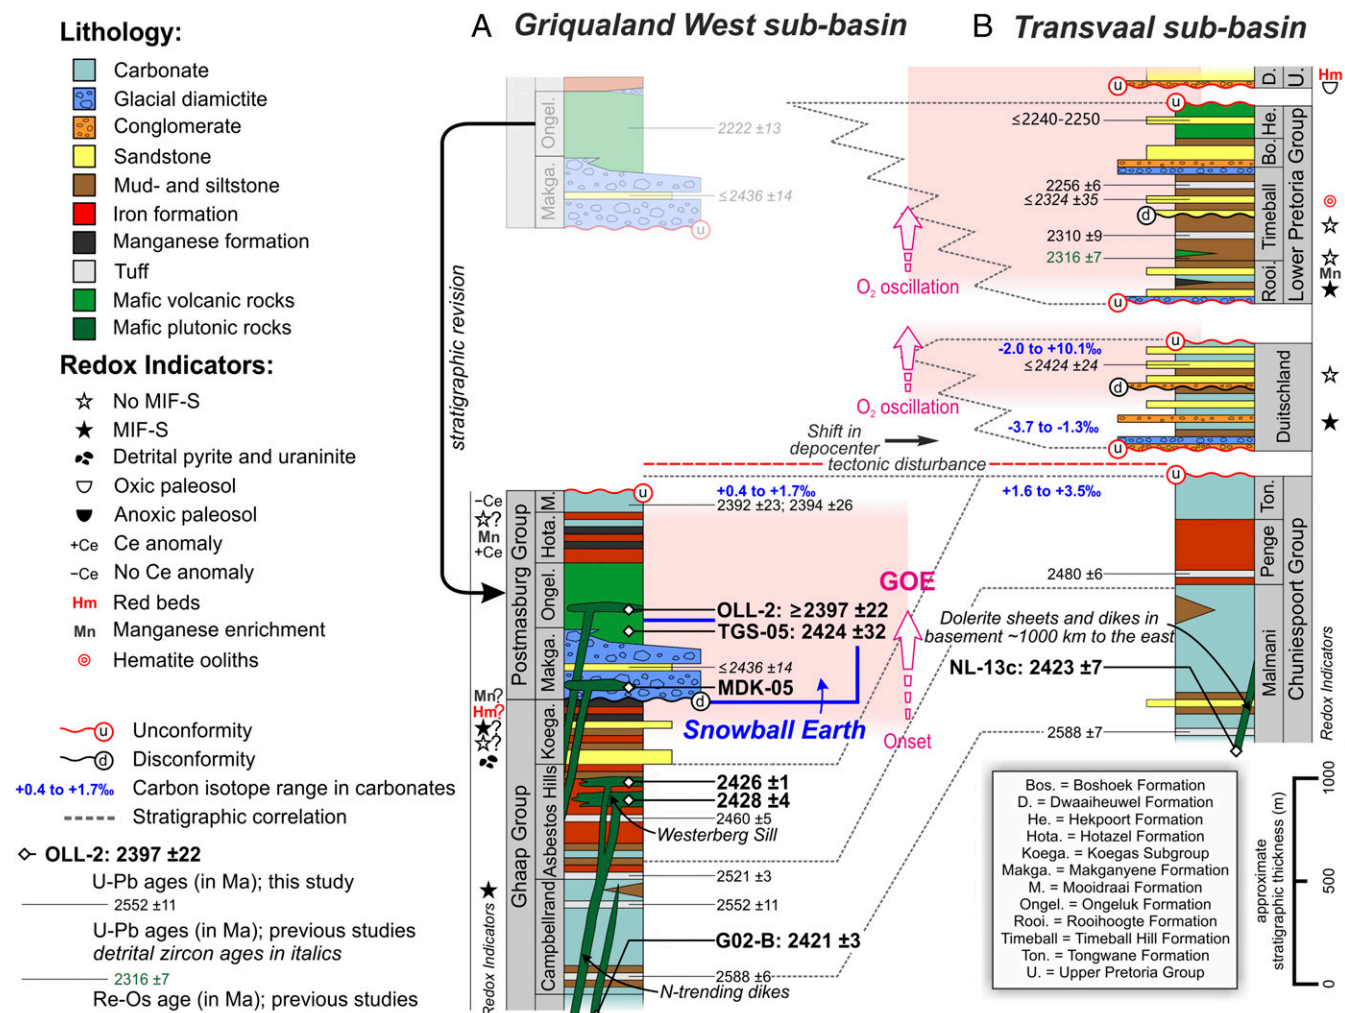 Lithology:
Carbonate
Glacial diamictite
Conglomerate
Sandstone
Mud- and siltstone
Iron formation
Manganese formation
Tuff
Mafic volcanic rocks
Mafic plutonic rocks
Redox Indicators:
No MIF-S
MIF-S
Detrital pyrite and uraninite
Oxic paleosol
Anoxic paleosol
+Ce Ce anomaly
−Ce No Ce anomaly
Hm Red beds
Mn Manganese enrichment
Hematite ooliths
u Unconformity
d Disconformity
+0.4 to +1.7‰ Carbon isotope range in carbonates
Stratigraphic correlation
OLL-2: 2397 ±22
U-Pb ages (in Ma); this study
2552 ±11
U-Pb ages (in Ma); previous studies
detrital zircon ages in italics
2316 ±7
Re-Os age (in Ma); previous studies
A Griqualand West sub-basin
Ongel.
Makga.
2222 ±13
≤2436 ±14
u
stratigraphic revision
O2 oscillation
O2 oscillation
Shift in
depocenter
tectonic disturbance
Postmasburg Group
Ghaap Group
M.
Hota.
Ongel.
Makga.
Koega.
Asbestos Hills
Campbellrand
−Ce
?
Mn
+Ce
Mn?
Hm?
?
?
Redox Indicators
u
+0.4 to +1.7‰
2392 ±23; 2394 ±26
GOE
OLL-2: ≥2397 ±22
TGS-05: 2424 ±32
≤2436 ±14
MDK-05
d
Snowball Earth
Onset
2426 ±1
2428 ±4
2460 ±5
Westerberg Sill
2521 ±3
2552 ±11
G02-B: 2421 ±3
2588 ±6
N-trending dikes
B Transvaal sub-basin
D.
U.
Hm
u
u
≤2240-2250
He.
Bo.
Timeball
Rooi.
Lower Pretoria Group
2256 ±6
≤2324 ±35
d
2310 ±9
2316 ±7
Mn
u
u
-2.0 to +10.1‰
≤2424 ±24
d
-3.7 to -1.3‰
u
Duitschland
u
+1.6 to +3.5‰
Ton.
Penge
Malmani
Chuniespoort Group
2480 ±6
Dolerite sheets and dikes in
basement ~1000 km to the east
NL-13c: 2423 ±7
2588 ±7
Redox Indicators
Bos. = Boshoek Formation
D. = Dwaaiheuwel Formation
He. = Hekpoort Formation
Hota. = Hotazel Formation
Koega. = Koegas Subgroup
Makga. = Makganyene Formation
M. = Mooidraai Formation
Ongel. = Ongeluk Formation
Rooi. = Rooihoogte Formation
Timeball = Timeball Hill Formation
Ton. = Tongwane Formation
U. = Upper Pretoria Group
approximate
stratigraphic thickness (m)
1000
500
0